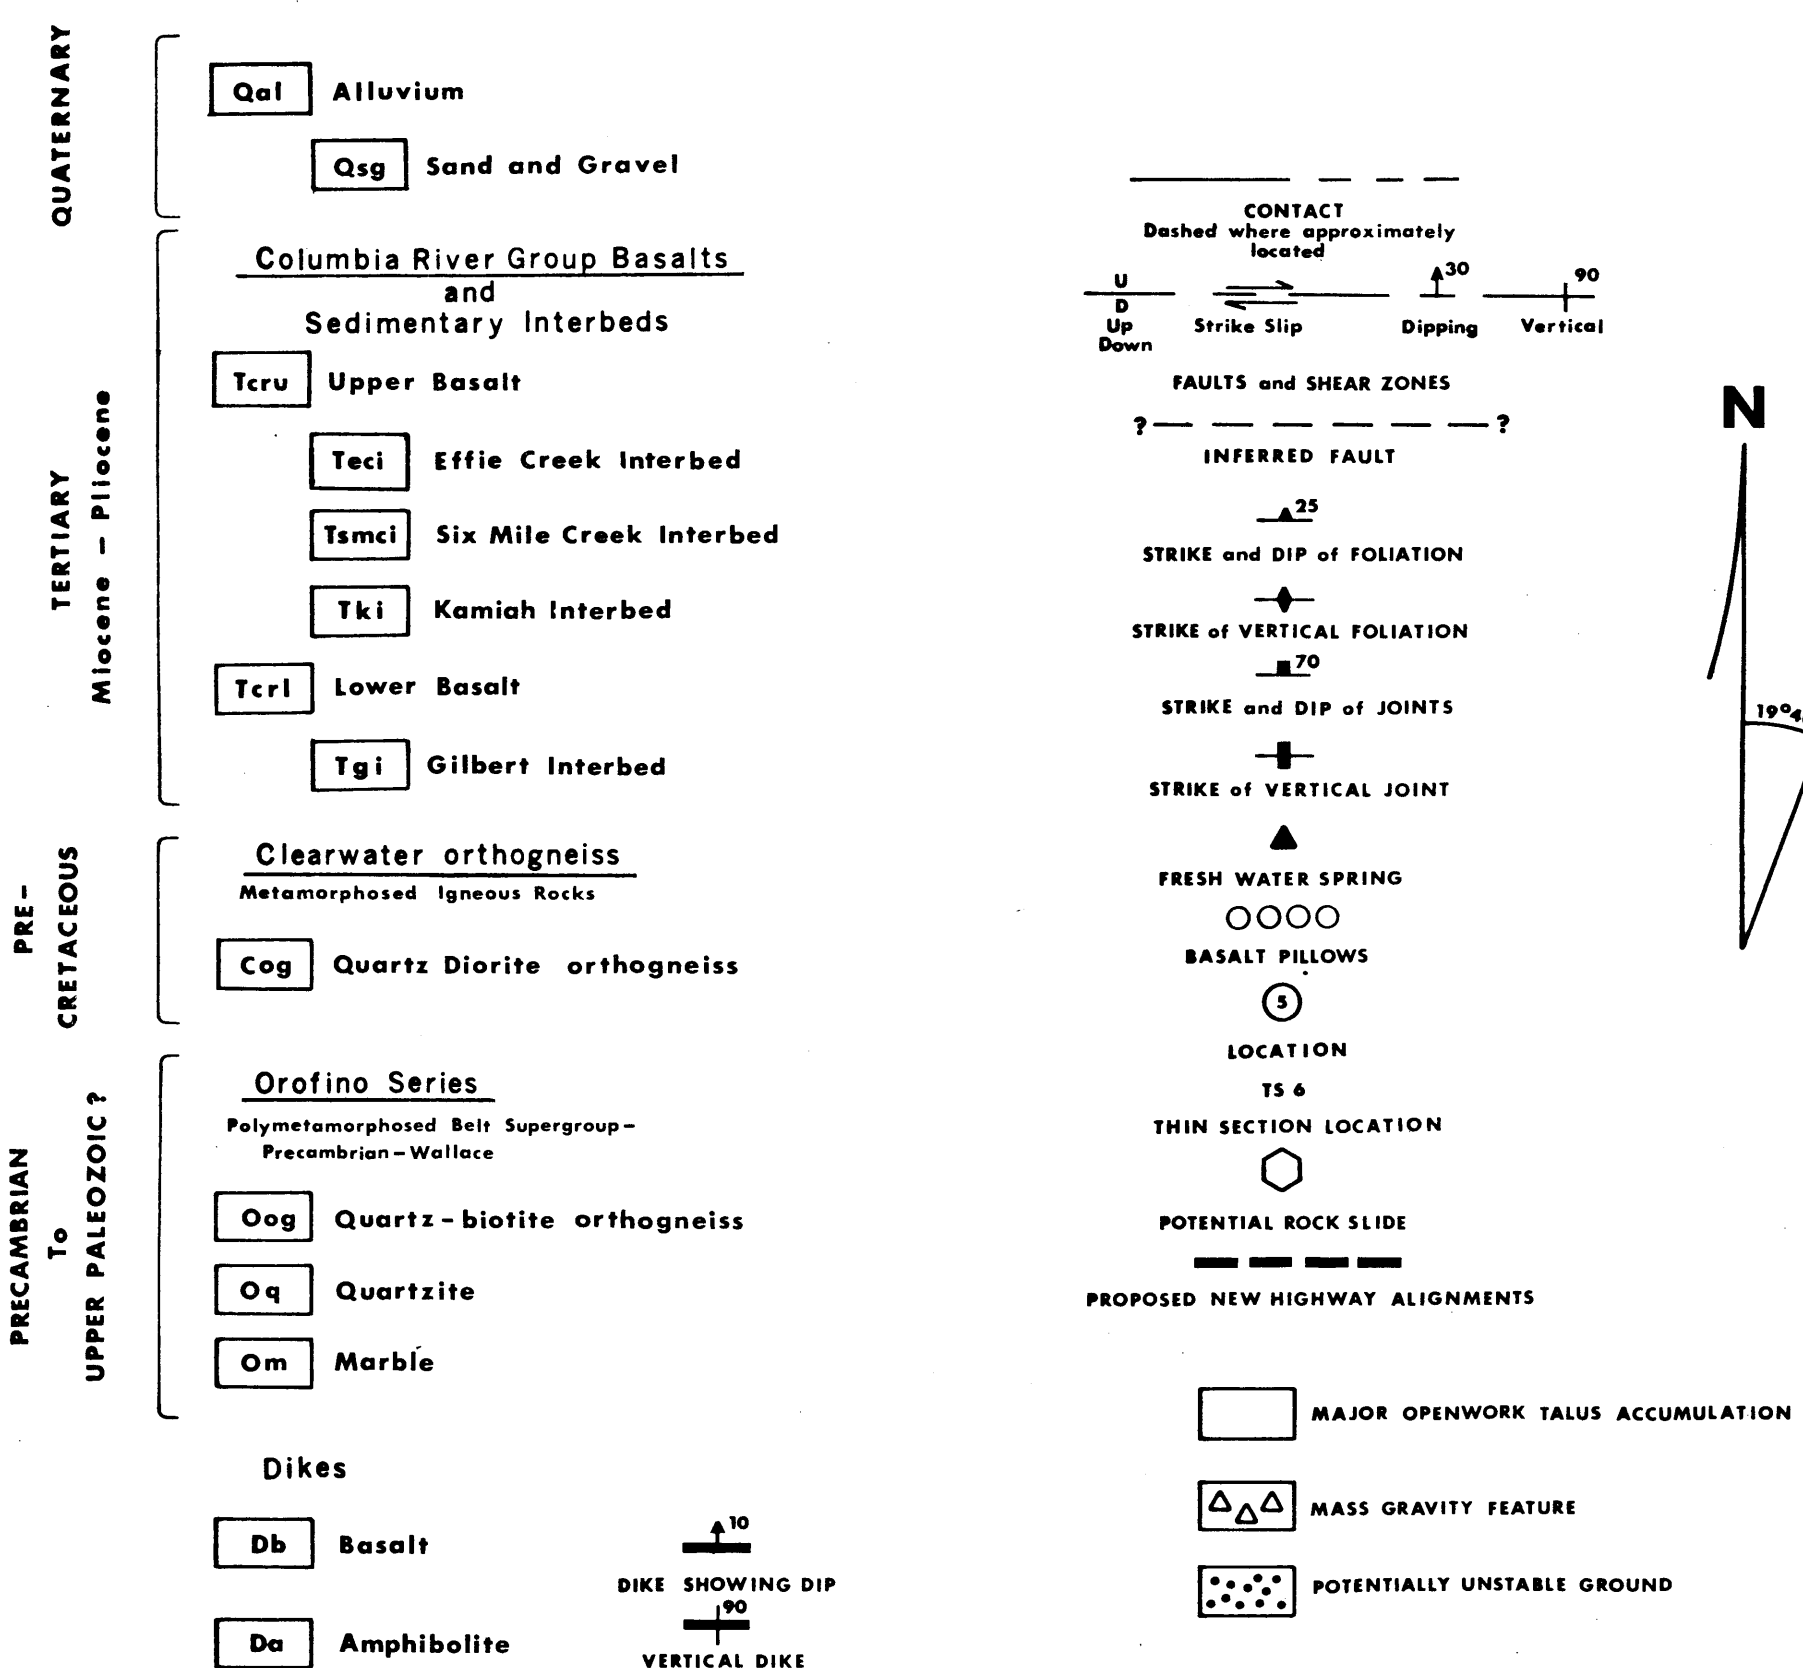 QUATERNARY
Qal Alluvium
Qsg Sand and Gravel
TERTIARY
Miocene – Pliocene
Columbia River Group Basalts
and
Sedimentary Interbeds
Tcru Upper Basalt
Teci Effie Creek Interbed
Tsmci Six Mile Creek Interbed
Tki Kamiah Interbed
Tcrl Lower Basalt
Tgi Gilbert Interbed
PRE–
CRETACEOUS
Clearwater orthogneiss
Metamorphosed Igneous Rocks
Cog Quartz Diorite orthogneiss
PRECAMBRIAN
To
UPPER PALEOZOIC ?
Orofino Series
Polymetamorphosed Belt Supergroup–
Precambrian–Wallace
Oog Quartz–biotite orthogneiss
Oq Quartzite
Om Marble
Dikes
Db Basalt
Da Amphibolite
10
DIKE SHOWING DIP
90
VERTICAL DIKE
CONTACT
Dashed where approximately
located
U
D
Up
Down
Strike Slip
30
Dipping
90
Vertical
FAULTS and SHEAR ZONES
? ?
INFERRED FAULT
25
STRIKE and DIP of FOLIATION
STRIKE of VERTICAL FOLIATION
70
STRIKE and DIP of JOINTS
STRIKE of VERTICAL JOINT
FRESH WATER SPRING
BASALT PILLOWS
5
LOCATION
TS 6
THIN SECTION LOCATION
POTENTIAL ROCK SLIDE
PROPOSED NEW HIGHWAY ALIGNMENTS
MAJOR OPENWORK TALUS ACCUMULATION
MASS GRAVITY FEATURE
POTENTIALLY UNSTABLE GROUND
N